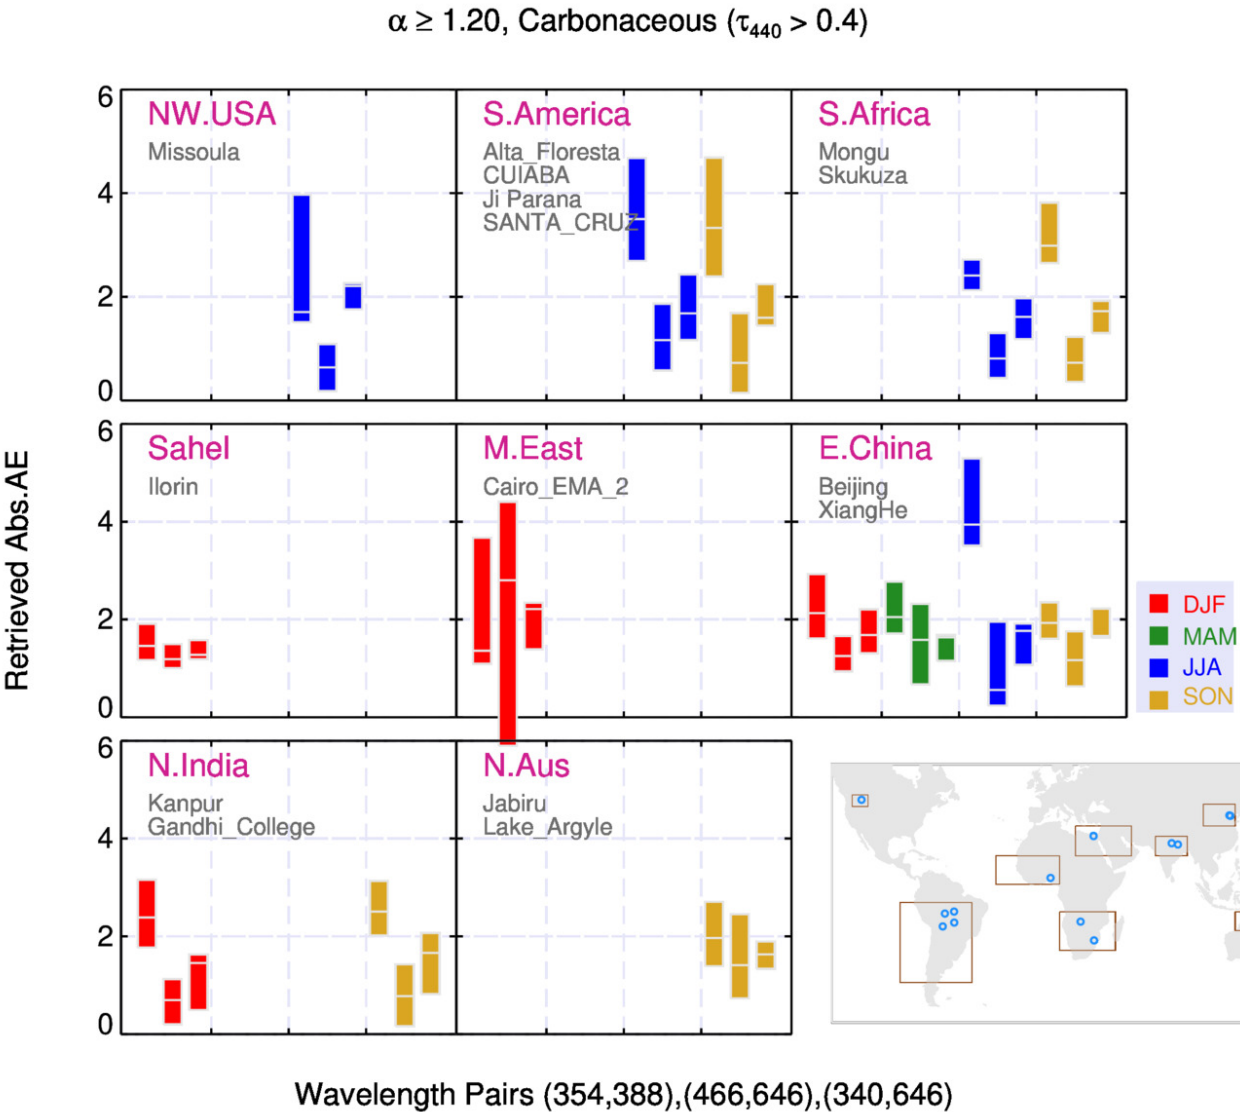 α ≥ 1.20, Carbonaceous (τ440 > 0.4)
6
4
2
0
NW.USA
Missoula
S.America
Alta_Floresta
CUIABA
Ji Parana
SANTA_CRUZ
S.Africa
Mongu
Skukuza
Retrieved Abs.AE
6
4
2
0
Sahel
Ilorin
M.East
Cairo_EMA_2
E.China
Beijing
XiangHe
DJF
MAM
JJA
SON
6
4
2
0
N.India
Kanpur
Gandhi_College
N.Aus
Jabiru
Lake_Argyle
Wavelength Pairs (354,388),(466,646),(340,646)